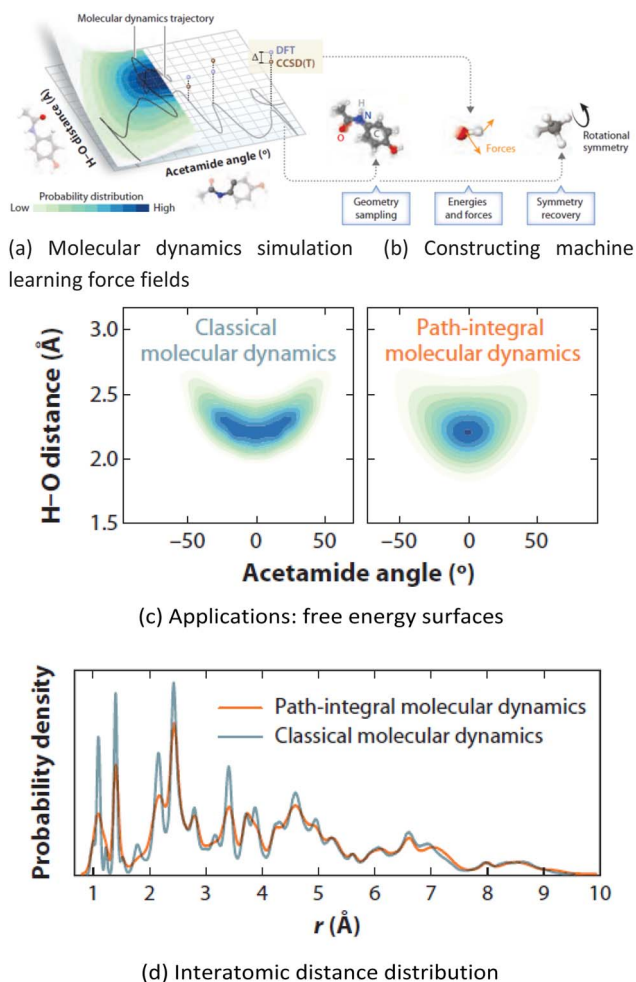 Molecular dynamics trajectory
DFT
Δ
CCSD(T)
H–O distance (Å)
Acetamide angle (º)
Probability distribution
Low High
H
N
O
C
Forces
Rotational
symmetry
Geometry
sampling
Energies
and forces
Symmetry
recovery
(a) Molecular dynamics simulation
(b) Constructing machine
learning force fields
Classical
molecular dynamics
Path-integral
molecular dynamics
H–O distance (Å)
3.0
2.5
2.0
1.5
−50 0 50
−50 0 50
Acetamide angle (º)
(c) Applications: free energy surfaces
Probability density
Path-integral molecular dynamics
Classical molecular dynamics
1 2 3 4 5 6 7 8 9 10
r (Å)
(d) Interatomic distance distribution